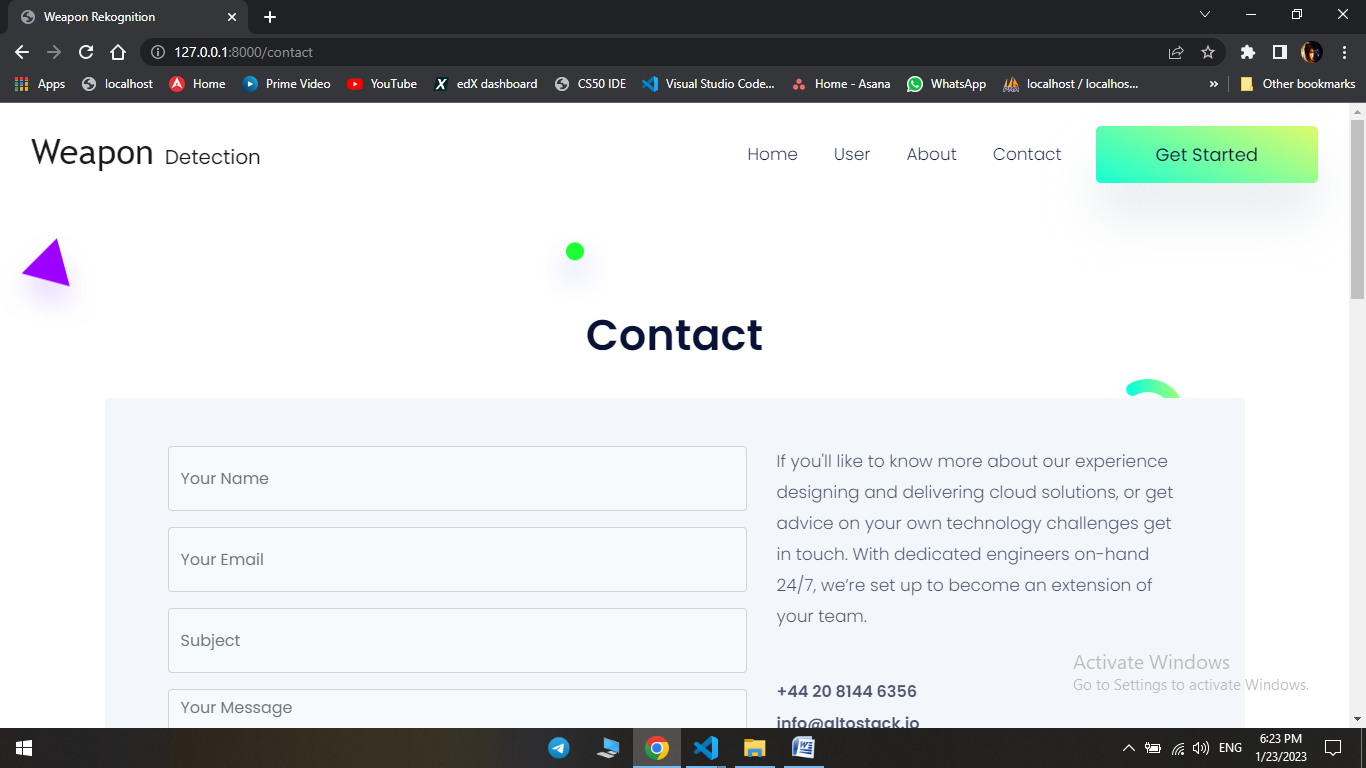 Weapon Rekognition
127.0.0.1:8000/contact
Apps localhost Home Prime Video YouTube edX dashboard CS50 IDE Visual Studio Code... Home - Asana WhatsApp localhost / localhos... » Other bookmarks
Weapon Detection
Home User About Contact Get Started
Contact
Your Name
Your Email
Subject
Your Message
If you'll like to know more about our experience
designing and delivering cloud solutions, or get
advice on your own technology challenges get
in touch. With dedicated engineers on-hand
24/7, we’re set up to become an extension of
your team.
+44 20 8144 6356
info@altostack.io
Activate Windows
Go to Settings to activate Windows.
ENG
6:23 PM
1/23/2023